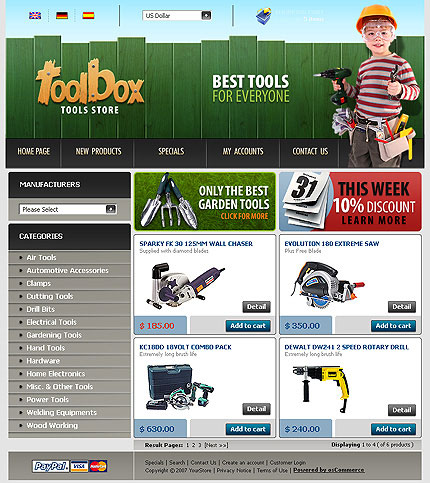 US Dollar
ToolBox
TOOLS STORE
BEST TOOLS
FOR EVERYONE
HOME PAGE
NEW PRODUCTS
SPECIALS
MY ACCOUNTS
CONTACT US
MANUFACTURERS
Please Select
CATEGORIES
Air Tools
Automotive Accessories
Clamps
Cutting Tools
Drill Bits
Electrical Tools
Gardening Tools
Hand Tools
Hardware
Home Electronics
Misc. & Other Tools
Power Tools
Welding Equipments
Wood Working
ONLY THE BEST
GARDEN TOOLS
CLICK FOR MORE
31
THIS WEEK
10% DISCOUNT
LEARN MORE
SPARKY FK 30 125MM WALL CHASER
Supplied with diamond blades
Detail
$ 185.00
Add to cart
EVOLUTION 180 EXTREME SAW
Plus Free Blade
Detail
$ 350.00
Add to cart
KC18DD 18VOLT COMBO PACK
Extremely long brush life
Detail
$ 630.00
Add to cart
DEWALT DW241 2 SPEED ROTARY DRILL
Extremely long brush life
Detail
$ 240.00
Add to cart
Result Pages: 1 2 3 [Next >>]
Displaying 1 to 4 (of 6 products)
PayPal VISA MasterCard
Specials | Search | Contact Us | Create an account | Customer Login
Copyright © 2007 YourStore | Privacy Notice | Terms of Use | Powered by osCommerce